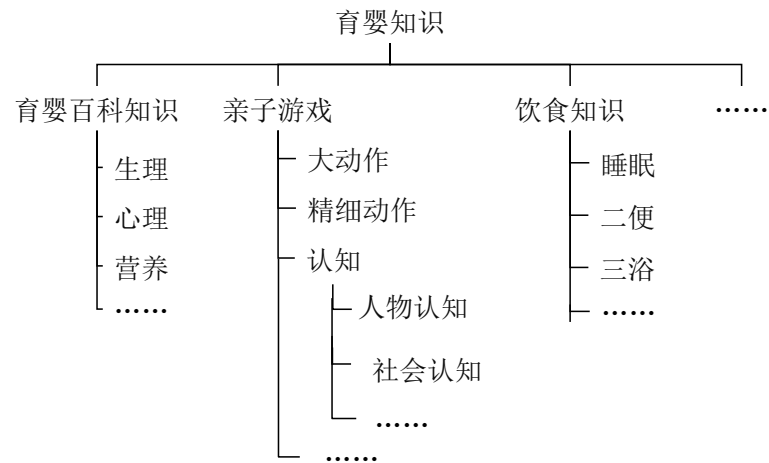 育婴知识
育婴百科知识
生理
心理
营养
……
亲子游戏
大动作
精细动作
认知
人物认知
社会认知
……
……
饮食知识
睡眠
二便
三浴
……
……